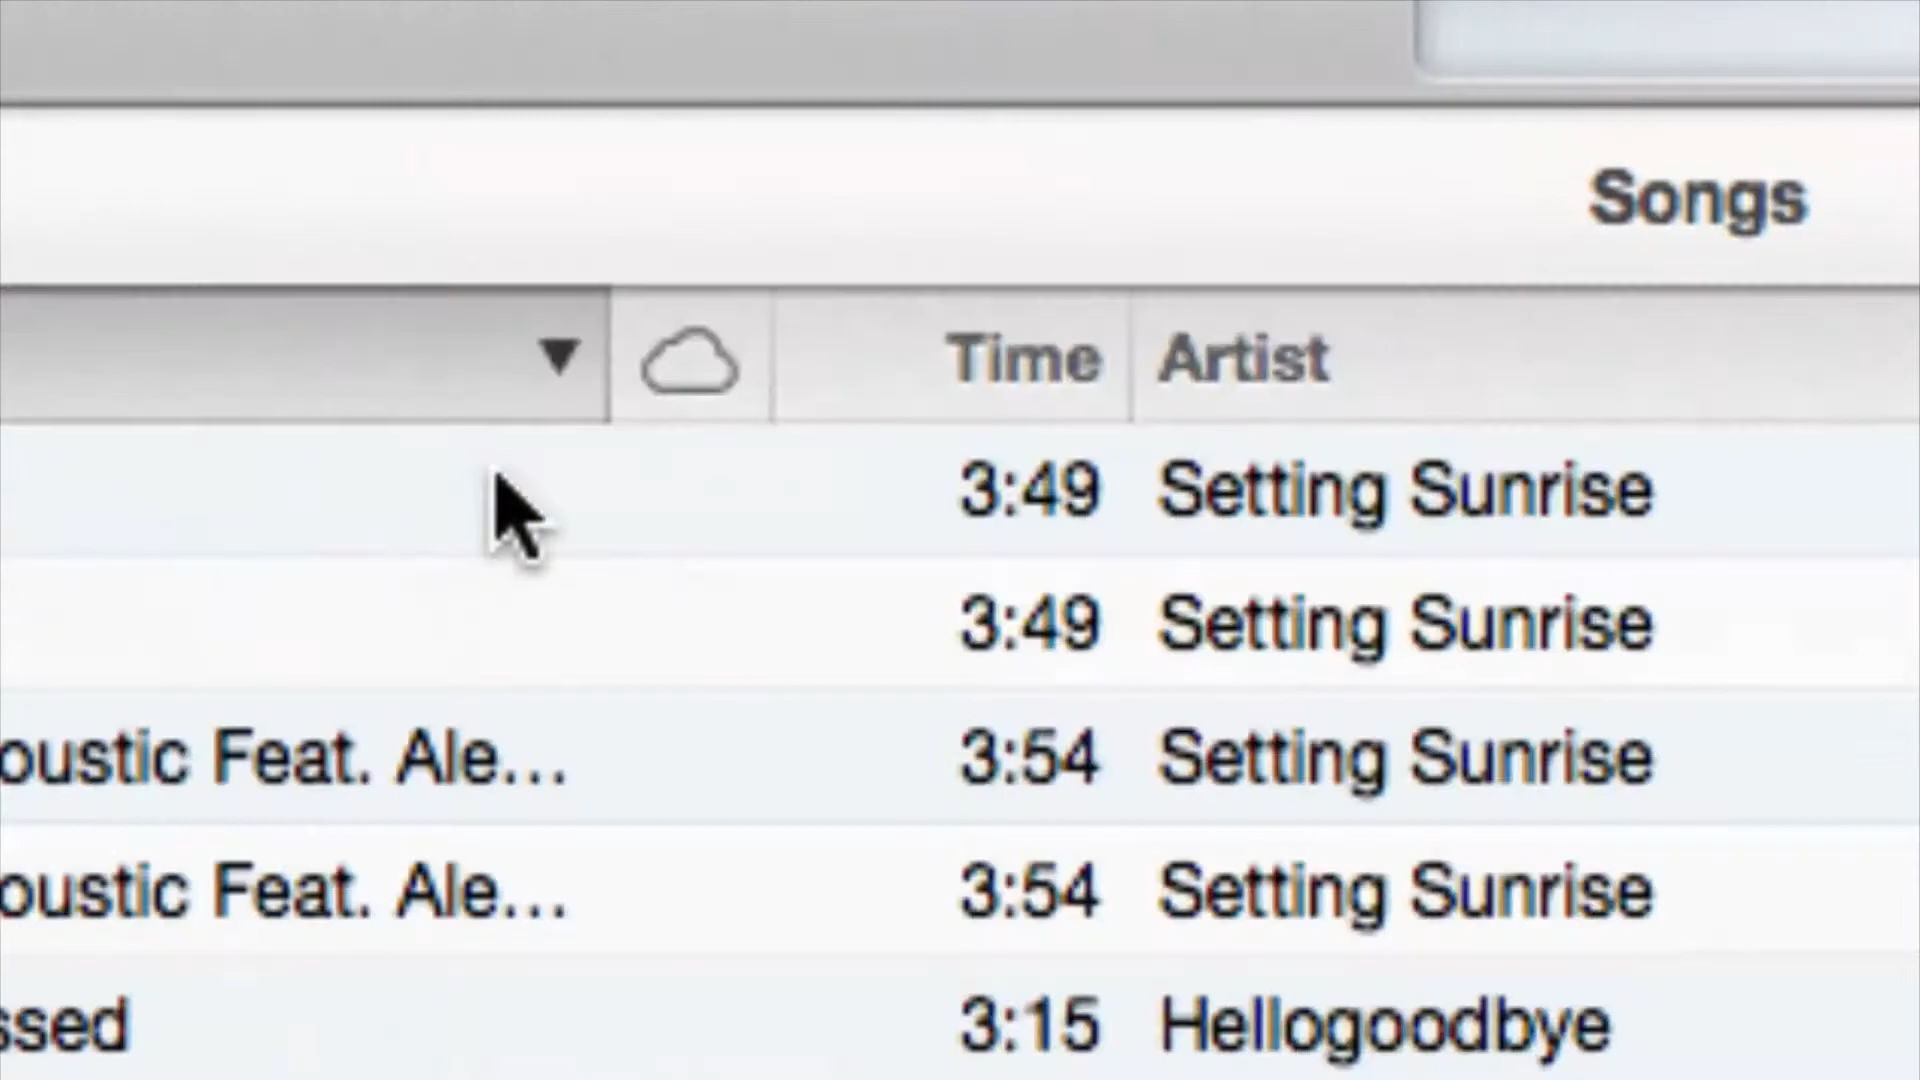 Songs
Time Artist
3:49 Setting Sunrise
3:49 Setting Sunrise
oustic Feat. Ale... 3:54 Setting Sunrise
oustic Feat. Ale... 3:54 Setting Sunrise
ssed 3:15 Hellogoodbye